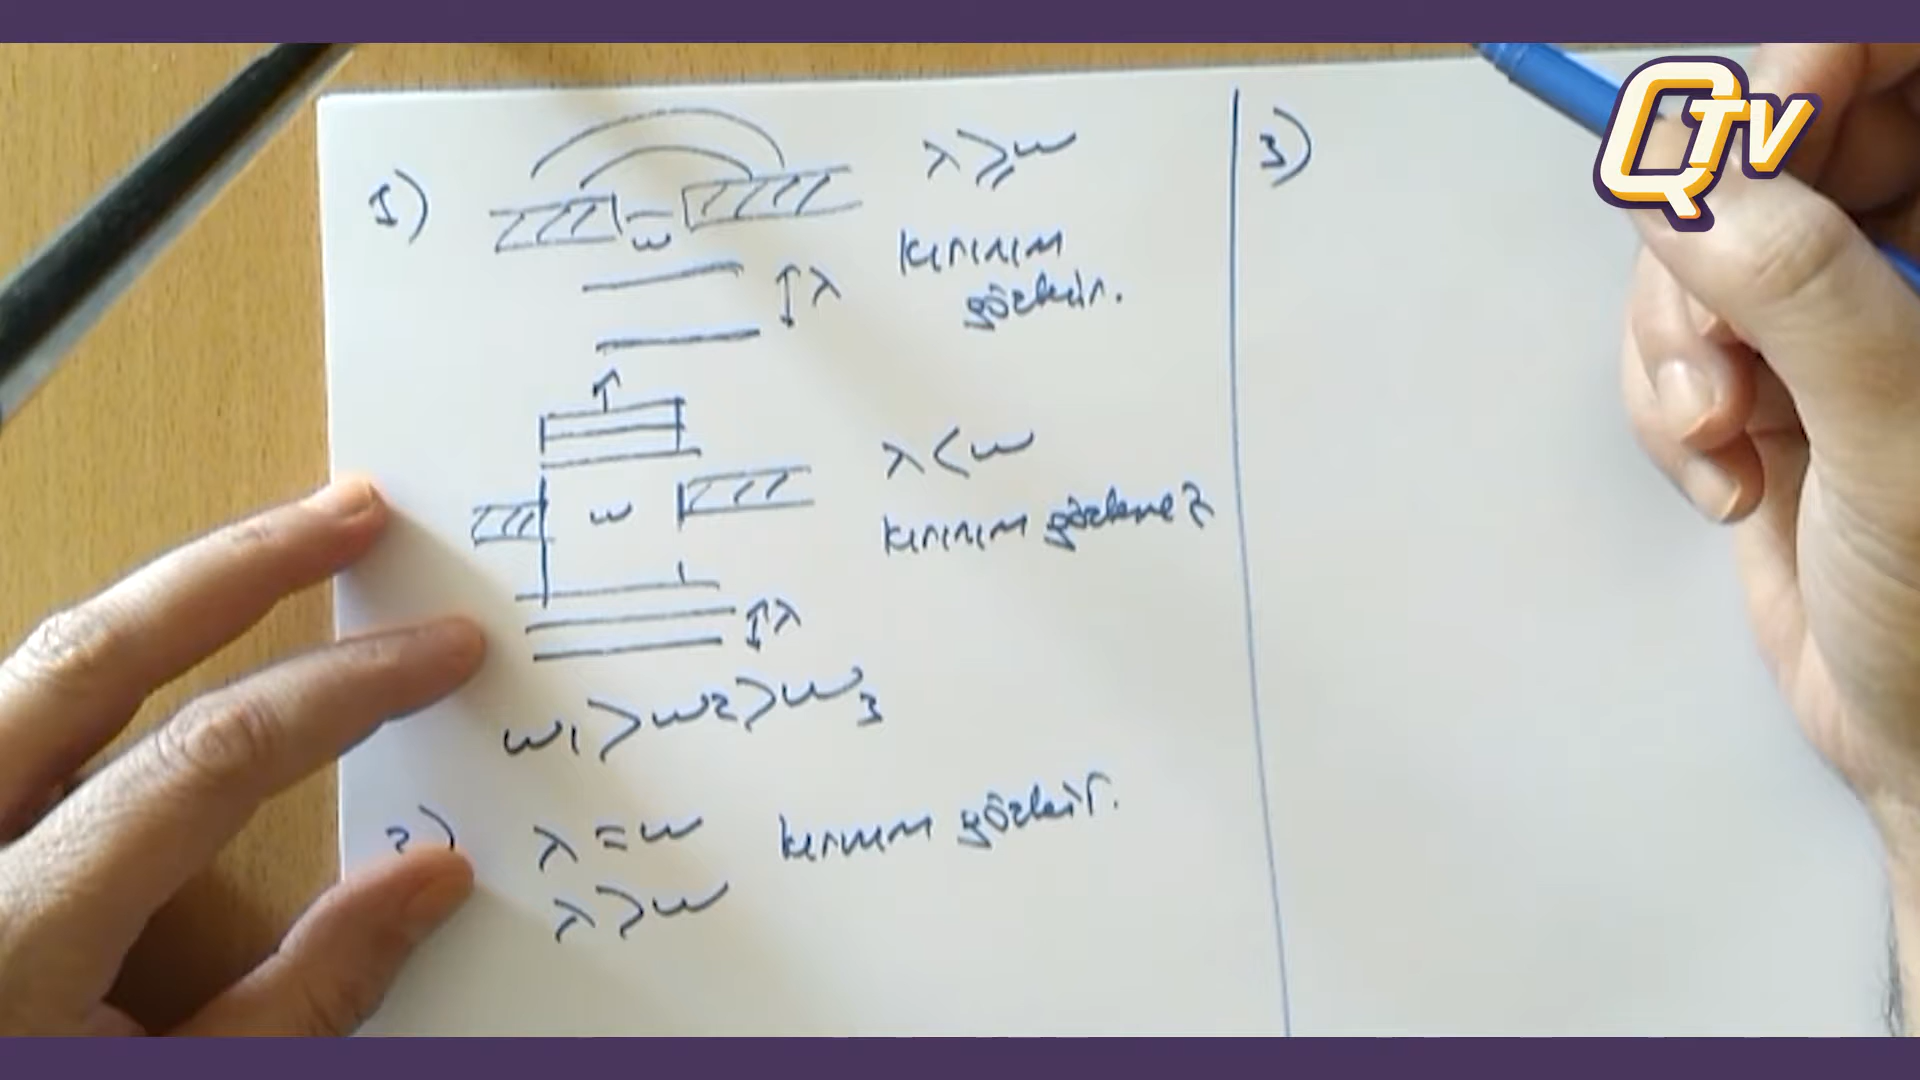 1)
λ ≥ w
w
kırınım
gözlenir.
λ
λ < w
w
kırınım gözlenmez
λ
w1 > w2 > w3
2) λ = w kırınım gözlenir.
λ > w
3)
QTV